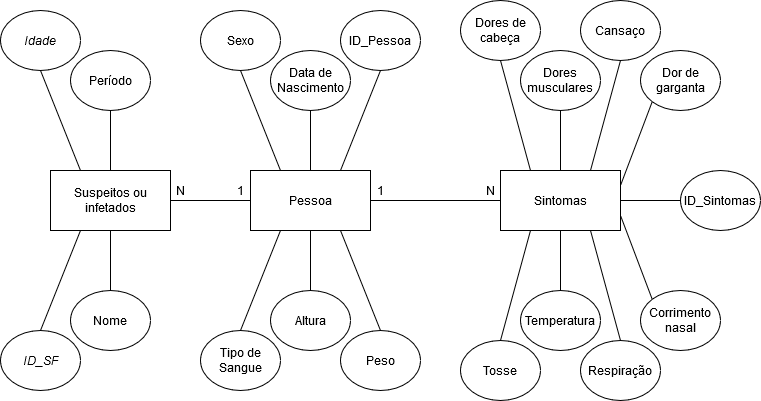 Idade
Período
Sexo
Data de
Nascimento
ID_Pessoa
Dores de
cabeça
Dores
musculares
Cansaço
Dor de
garganta
Suspeitos ou
infetados
N
1
Pessoa
1
N
Sintomas
ID_Sintomas
ID_SF
Nome
Tipo de
Sangue
Altura
Peso
Tosse
Temperatura
Respiração
Corrimento
nasal